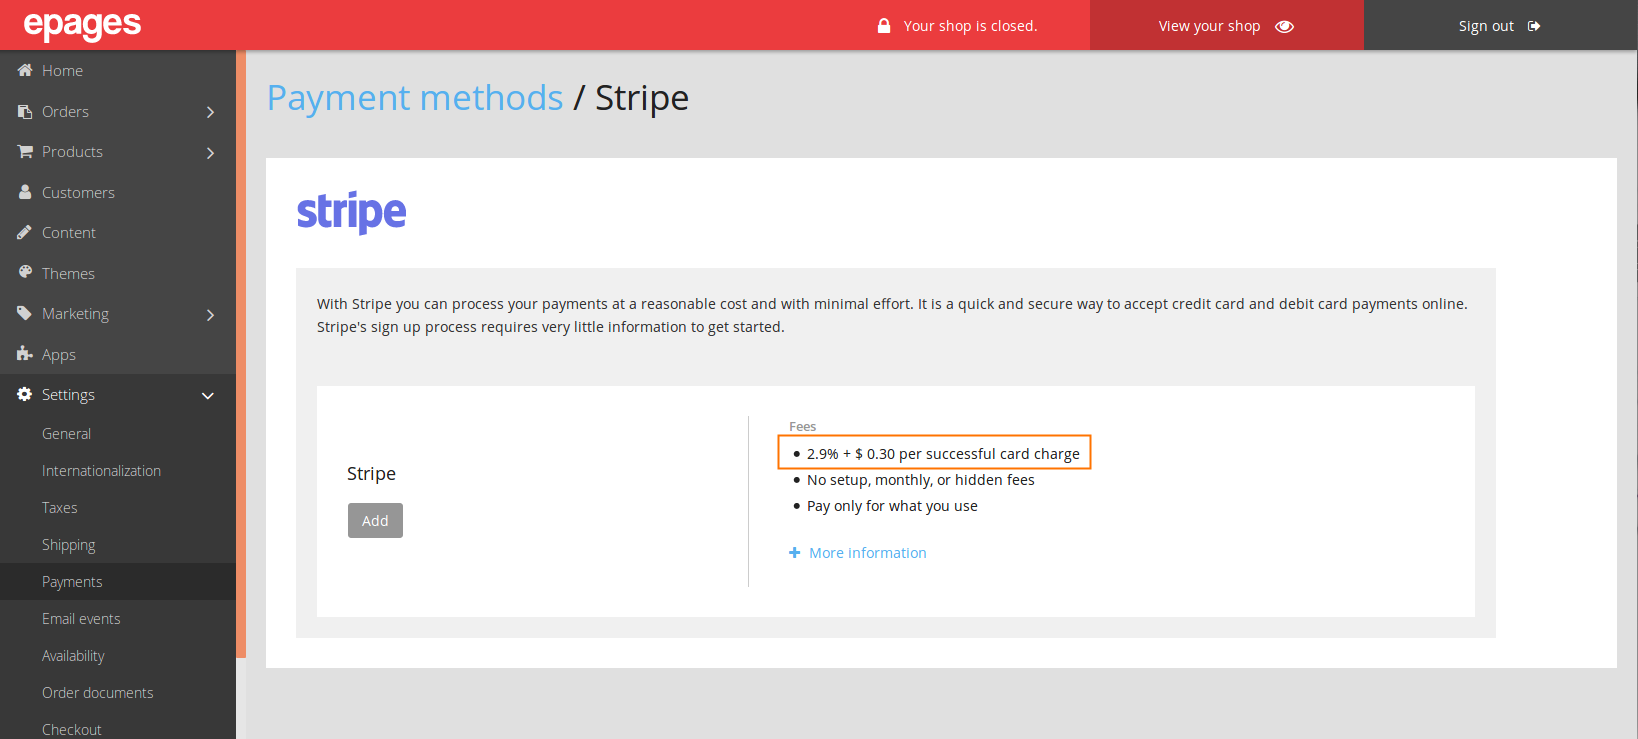 epages
Your shop is closed.
View your shop
Sign out
Home
Orders
Products
Customers
Content
Themes
Marketing
Apps
Settings
General
Internationalization
Taxes
Shipping
Payments
Email events
Availability
Order documents
Checkout
Payment methods / Stripe
stripe
With Stripe you can process your payments at a reasonable cost and with minimal effort. It is a quick and secure way to accept credit card and debit card payments online.
Stripe's sign up process requires very little information to get started.
Stripe
Add
Fees
• 2.9% + $ 0.30 per successful card charge
• No setup, monthly, or hidden fees
• Pay only for what you use
+ More information